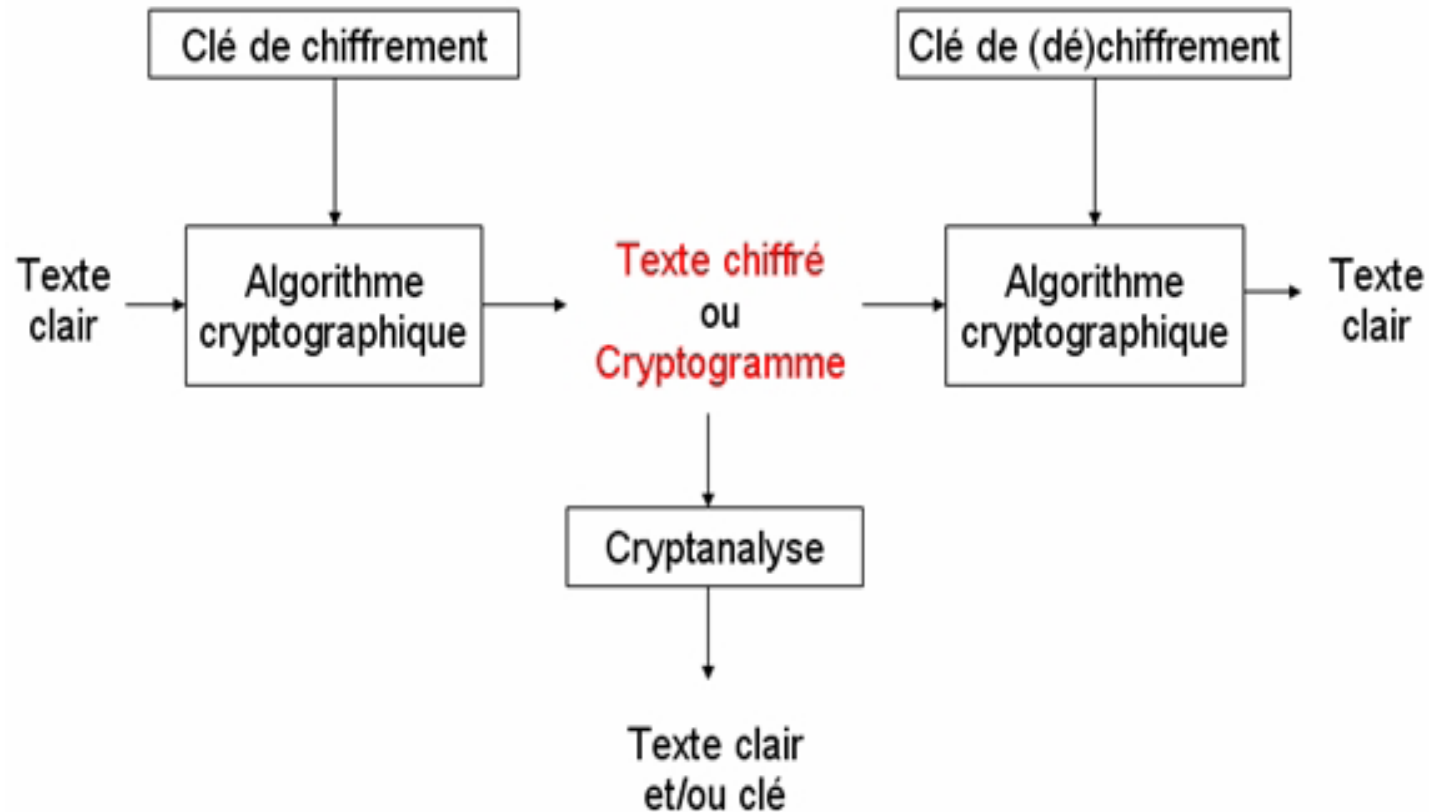 Clé de chiffrement
Clé de (dé)chiffrement
Texte
clair
Algorithme
cryptographique
Texte chiffré
ou
Cryptogramme
Algorithme
cryptographique
Texte
clair
Cryptanalyse
Texte clair
et/ou clé